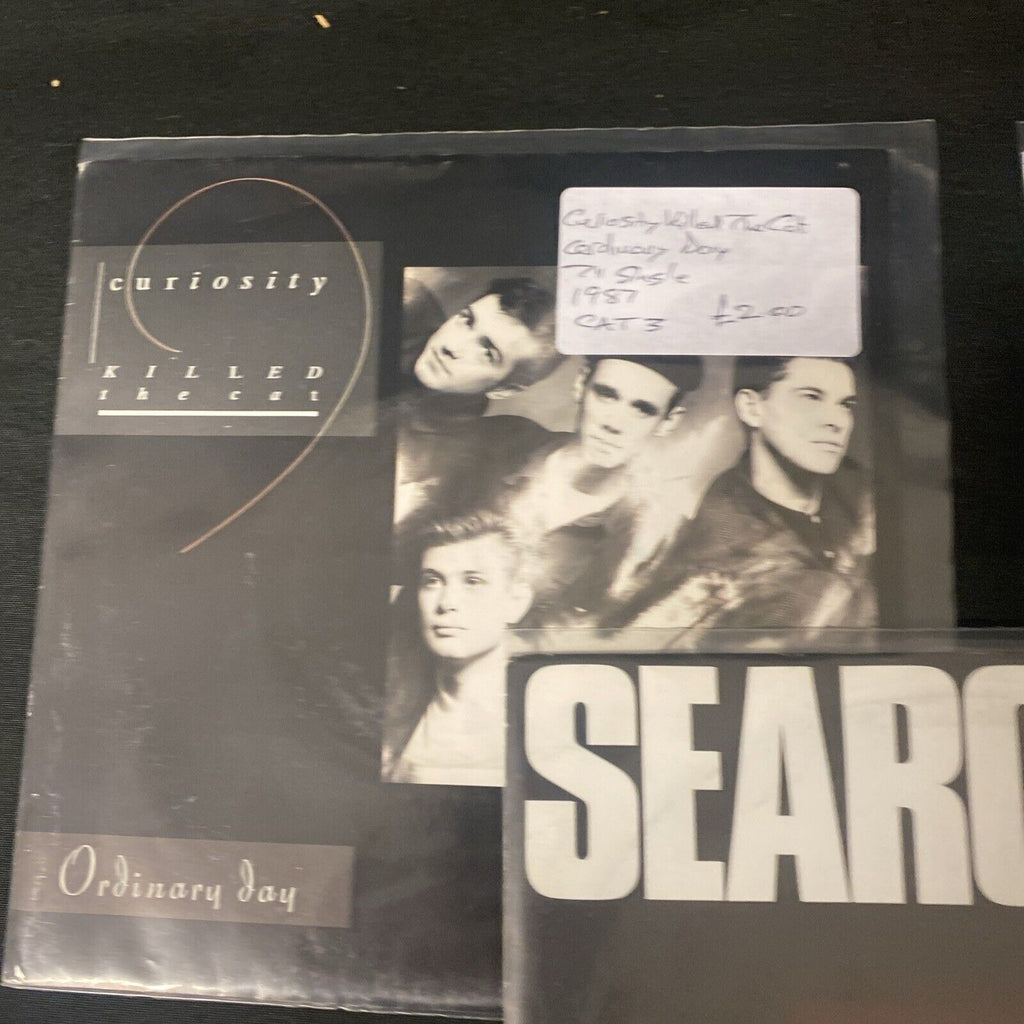 curiosity
KILLED
the cat
Curiosity Killed The Cat
Ordinary Day
7" Single
1987
CAT 3 £2.00
Ordinary day
SEARC